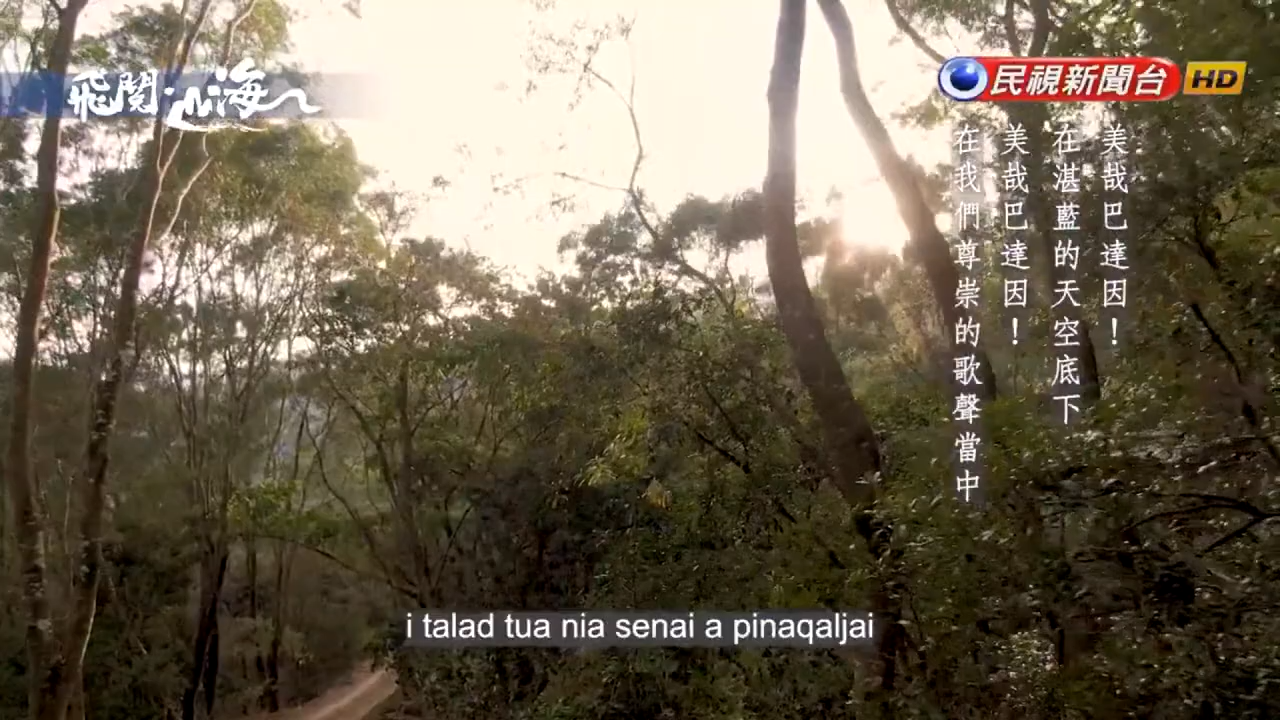 飛閱·山海
民視新聞台 HD
美哉巴達因！
在湛藍的天空底下
美哉巴達因！
在我們尊崇的歌聲當中
i talad tua nia senai a pinaqaljai